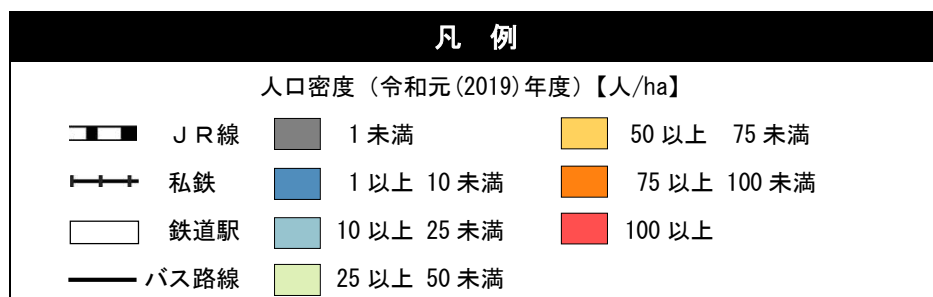 凡 例
人口密度（令和元(2019)年度）【人/ha】
ＪＲ線 1 未満 50 以上 75 未満
私鉄 1 以上 10 未満 75 以上 100 未満
鉄道駅 10 以上 25 未満 100 以上
バス路線 25 以上 50 未満